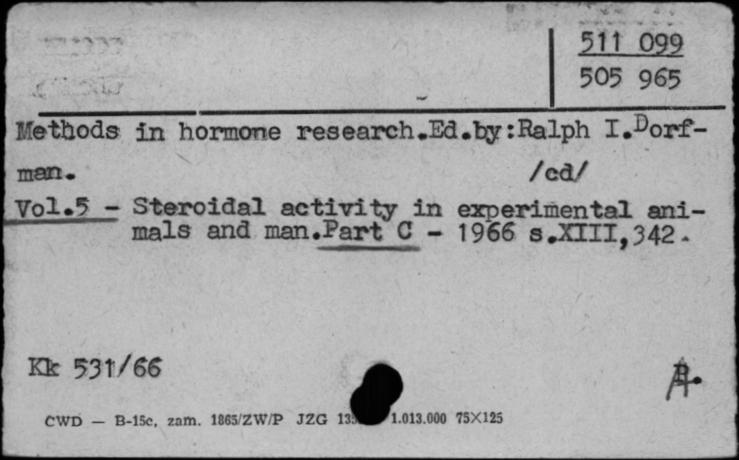 511 099
505 965
Methods in hormone research.Ed.by:Ralph I.Dorf-
man. /cd/
Vol.5 - Steroidal activity in experimental ani-
mals and man.Part C - 1966 s.XIII,342.
Kk 531/66
CWD — B-15c, zam. 1865/ZW/P JZG 1.013.000 75×125